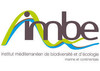 imbe
Institut méditerranéen de biodiversité et d'écologie
marine et continentale